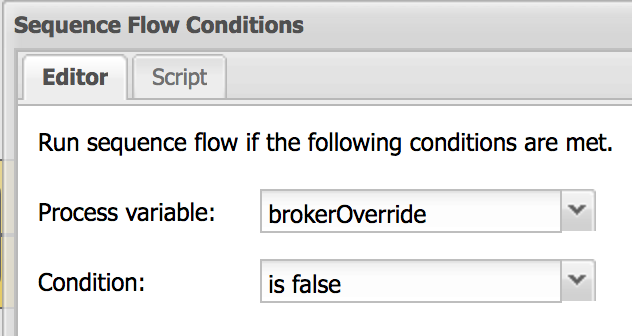 Sequence Flow Conditions
Editor Script
Run sequence flow if the following conditions are met.
Process variable: brokerOverride
Condition: is false